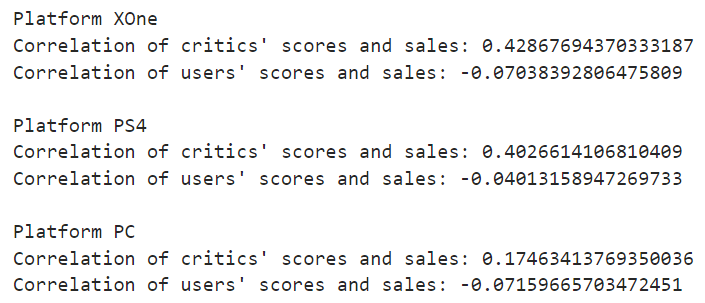 Platform XOne
Correlation of critics' scores and sales: 0.42867694370333187
Correlation of users' scores and sales: -0.07038392806475809
Platform PS4
Correlation of critics' scores and sales: 0.4026614106810409
Correlation of users' scores and sales: -0.04013158947269733
Platform PC
Correlation of critics' scores and sales: 0.17463413769350036
Correlation of users' scores and sales: -0.07159665703472451